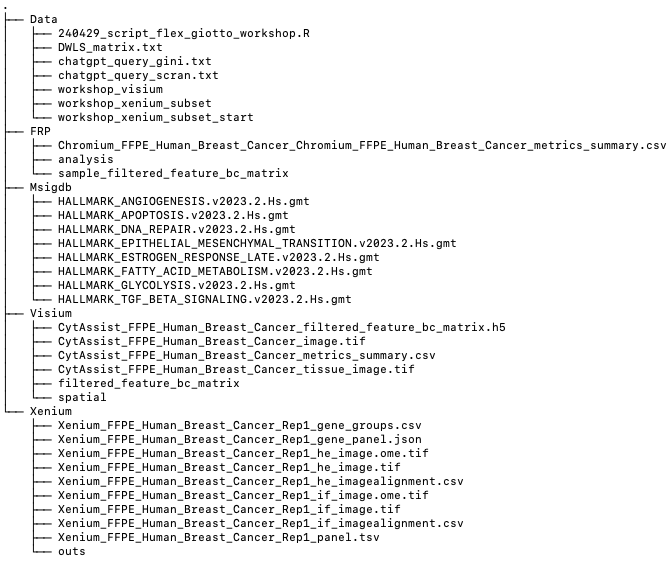 .
├── Data
│   ├── 240429_script_flex_giotto_workshop.R
│   ├── DWLS_matrix.txt
│   ├── chatgpt_query_gini.txt
│   ├── chatgpt_query_scran.txt
│   ├── workshop_visium
│   ├── workshop_xenium_subset
│   └── workshop_xenium_subset_start
├── FRP
│   ├── Chromium_FFPE_Human_Breast_Cancer_Chromium_FFPE_Human_Breast_Cancer_metrics_summary.csv
│   ├── analysis
│   └── sample_filtered_feature_bc_matrix
├── Msigdb
│   ├── HALLMARK_ANGIOGENESIS.v2023.2.Hs.gmt
│   ├── HALLMARK_APOPTOSIS.v2023.2.Hs.gmt
│   ├── HALLMARK_DNA_REPAIR.v2023.2.Hs.gmt
│   ├── HALLMARK_EPITHELIAL_MESENCHYMAL_TRANSITION.v2023.2.Hs.gmt
│   ├── HALLMARK_ESTROGEN_RESPONSE_LATE.v2023.2.Hs.gmt
│   ├── HALLMARK_FATTY_ACID_METABOLISM.v2023.2.Hs.gmt
│   ├── HALLMARK_GLYCOLYSIS.v2023.2.Hs.gmt
│   └── HALLMARK_TGF_BETA_SIGNALING.v2023.2.Hs.gmt
├── Visium
│   ├── CytAssist_FFPE_Human_Breast_Cancer_filtered_feature_bc_matrix.h5
│   ├── CytAssist_FFPE_Human_Breast_Cancer_image.tif
│   ├── CytAssist_FFPE_Human_Breast_Cancer_metrics_summary.csv
│   ├── CytAssist_FFPE_Human_Breast_Cancer_tissue_image.tif
│   ├── filtered_feature_bc_matrix
│   └── spatial
└── Xenium
    ├── Xenium_FFPE_Human_Breast_Cancer_Rep1_gene_groups.csv
    ├── Xenium_FFPE_Human_Breast_Cancer_Rep1_gene_panel.json
    ├── Xenium_FFPE_Human_Breast_Cancer_Rep1_he_image.ome.tif
    ├── Xenium_FFPE_Human_Breast_Cancer_Rep1_he_image.tif
    ├── Xenium_FFPE_Human_Breast_Cancer_Rep1_he_imagealignment.csv
    ├── Xenium_FFPE_Human_Breast_Cancer_Rep1_if_image.ome.tif
    ├── Xenium_FFPE_Human_Breast_Cancer_Rep1_if_image.tif
    ├── Xenium_FFPE_Human_Breast_Cancer_Rep1_if_imagealignment.csv
    ├── Xenium_FFPE_Human_Breast_Cancer_Rep1_panel.tsv
    └── outs